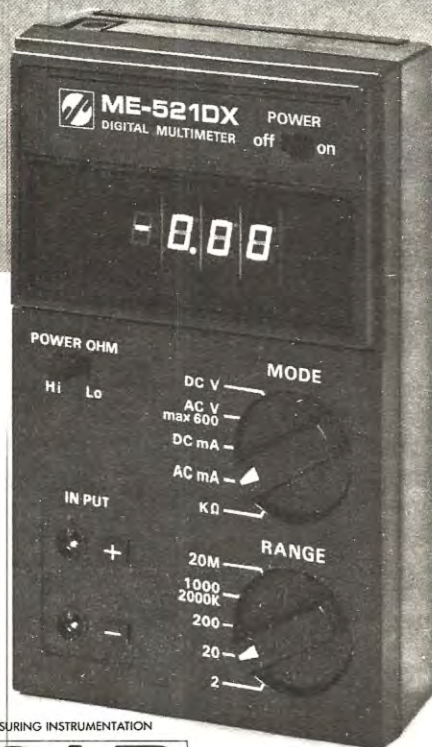 ME-521DX
DIGITAL MULTIMETER
POWER
off on
-0.00
POWER OHM
Hi Lo
MODE
DC V
AC V
max 600
DC mA
AC mA
KΩ
IN PUT
+
-
RANGE
20M
1000
2000K
200
20
2
SURING INSTRUMENTATION